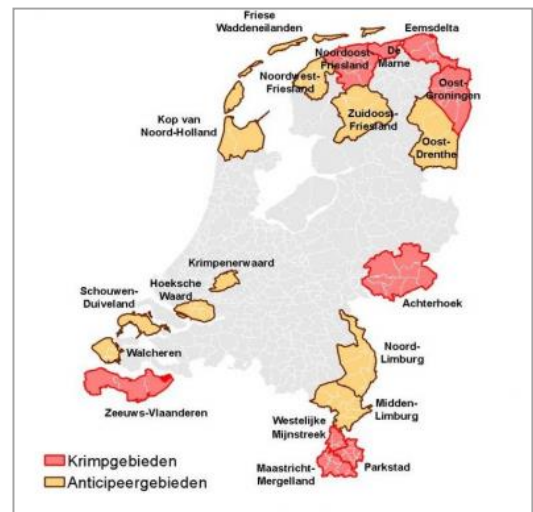 Friese
Waddeneilanden
Eemsdelta
Noordoost-
Friesland
De
Marne
Noordwest-
Friesland
Oost-
Groningen
Kop van
Noord-Holland
Zuidoost-
Friesland
Oost-
Drenthe
Krimpenerwaard
Hoeksche
Waard
Schouwen-
Duiveland
Achterhoek
Walcheren
Noord-
Limburg
Zeeuws-Vlaanderen
Midden-
Limburg
Westelijke
Mijnstreek
Maastricht-
Mergelland
Parkstad
Krimpgebieden
Anticipeergebieden